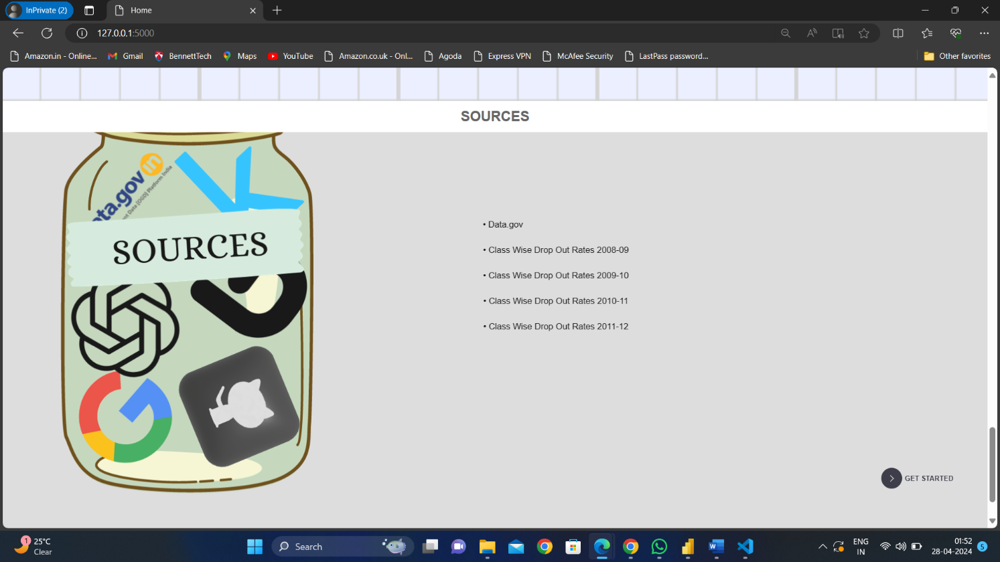 InPrivate (2)
Home
127.0.0.1:5000
Amazon.in - Online...
Gmail
BennettTech
Maps
YouTube
Amazon.co.uk - Onl...
Agoda
Express VPN
McAfee Security
LastPass password...
Other favorites
SOURCES
ata.gov in
nt Data (OGD) Platform India
SOURCES
• Data.gov
• Class Wise Drop Out Rates 2008-09
• Class Wise Drop Out Rates 2009-10
• Class Wise Drop Out Rates 2010-11
• Class Wise Drop Out Rates 2011-12
GET STARTED
1
25°C
Clear
Search
ENG
IN
01:52
28-04-2024
5